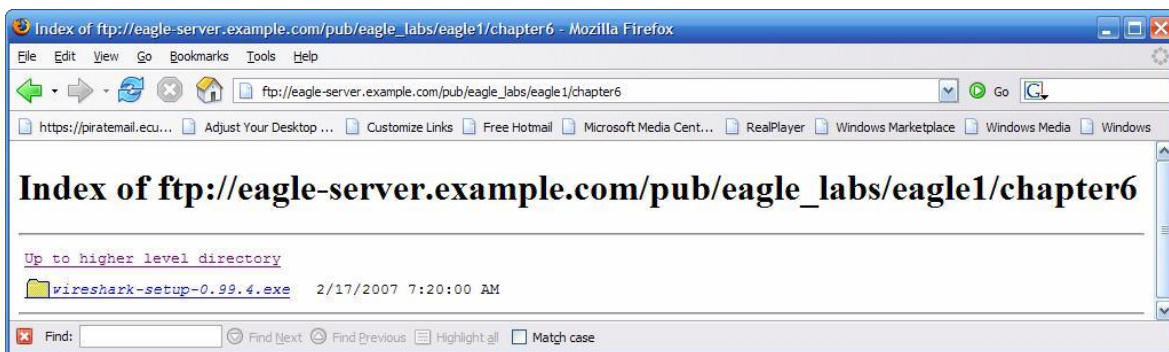 Index of ftp://eagle-server.example.com/pub/eagle_labs/eagle1/chapter6 - Mozilla Firefox
File Edit View Go Bookmarks Tools Help
ftp://eagle-server.example.com/pub/eagle_labs/eagle1/chapter6 Go G
https://piratemail.ecu... Adjust Your Desktop ... Customize Links Free Hotmail Microsoft Media Cent... RealPlayer Windows Marketplace Windows Media Windows
Index of ftp://eagle-server.example.com/pub/eagle_labs/eagle1/chapter6
Up to higher level directory
wireshark-setup-0.99.4.exe 2/17/2007 7:20:00 AM
Find: Find Next Find Previous Highlight all Match case